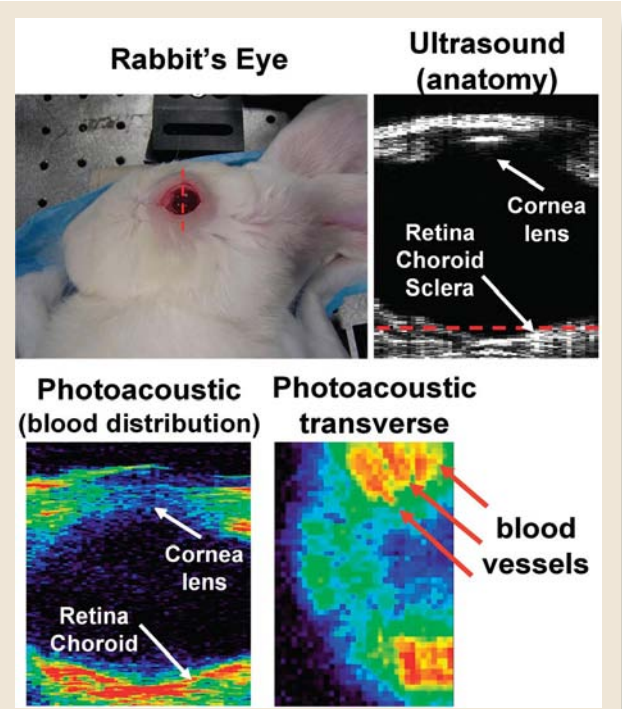 Rabbit's Eye
Ultrasound
(anatomy)
Cornea
lens
Retina
Choroid
Sclera
Photoacoustic
(blood distribution)
Cornea
lens
Retina
Choroid
Photoacoustic
transverse
blood
vessels